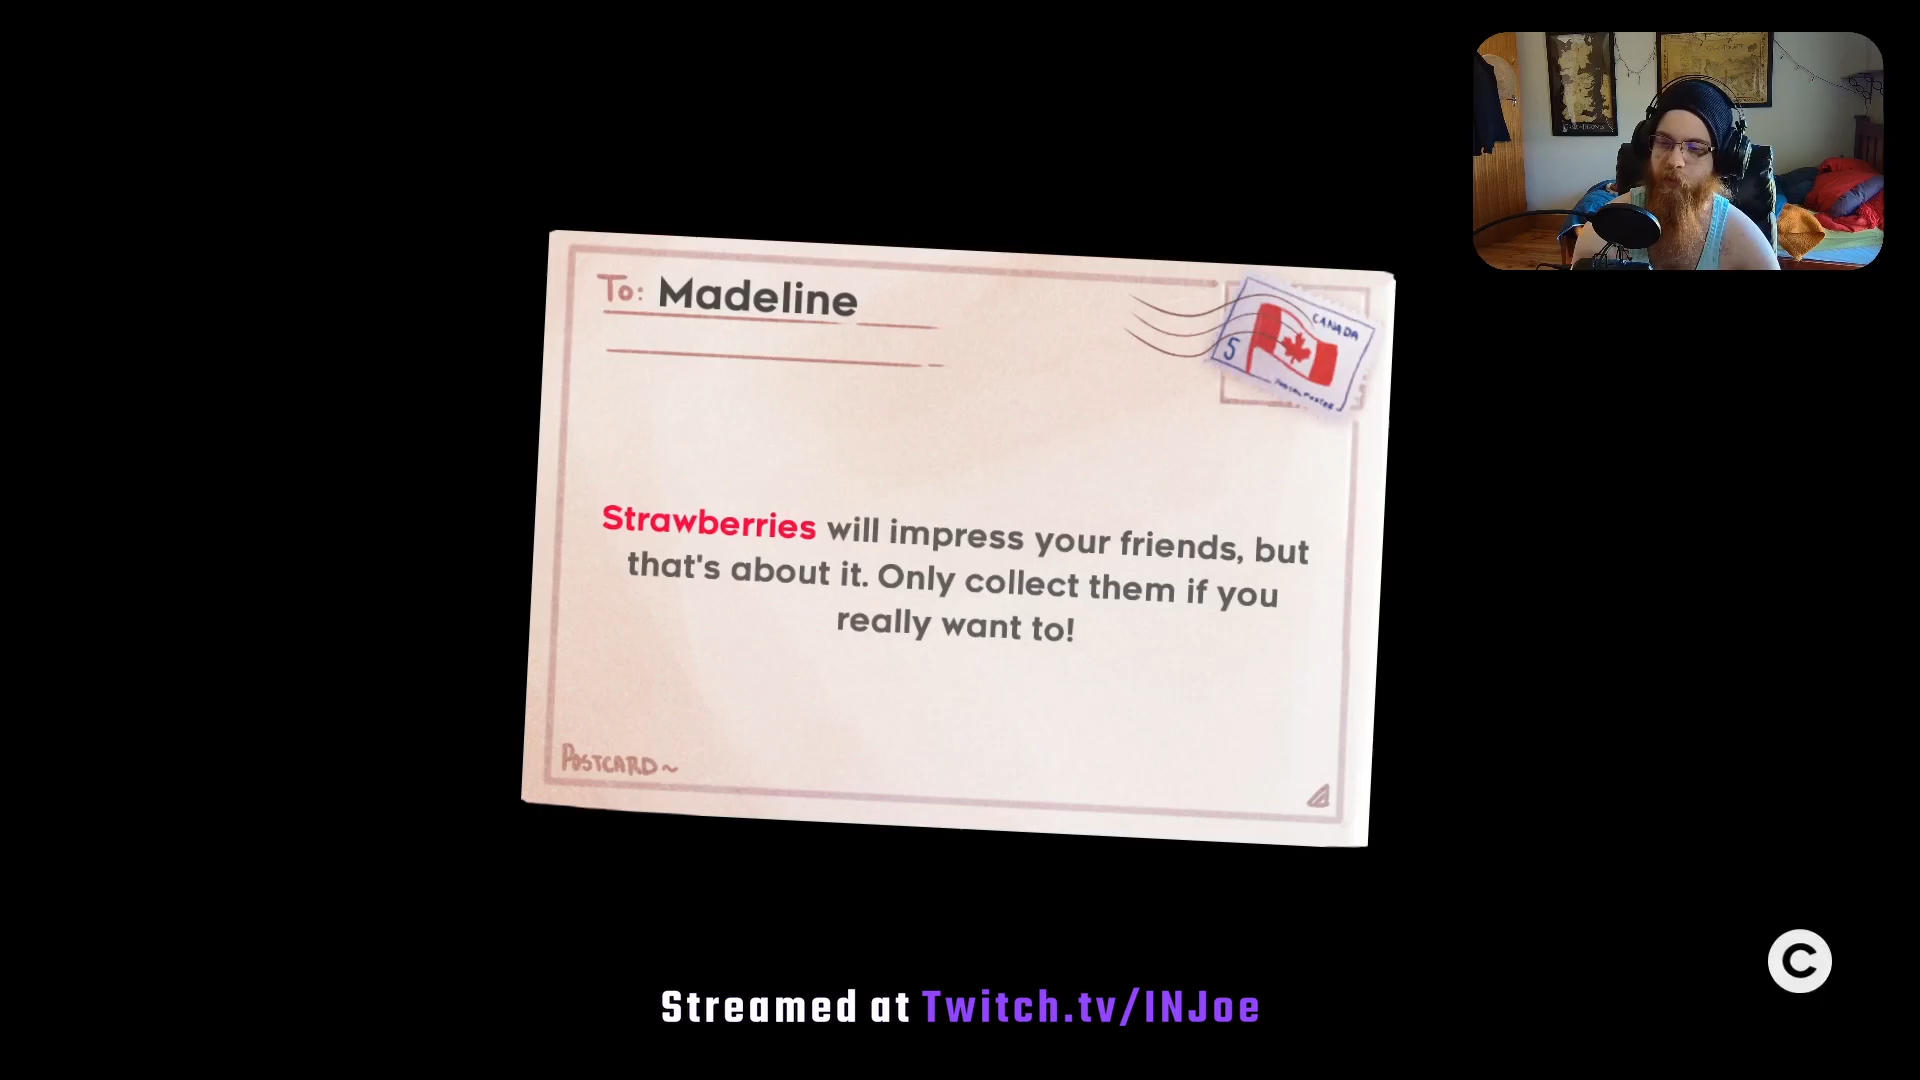 To: Madeline
CANADA
5
Strawberries will impress your friends, but
that's about it. Only collect them if you
really want to!
POSTCARD~
C
Streamed at Twitch.tv/INJoe